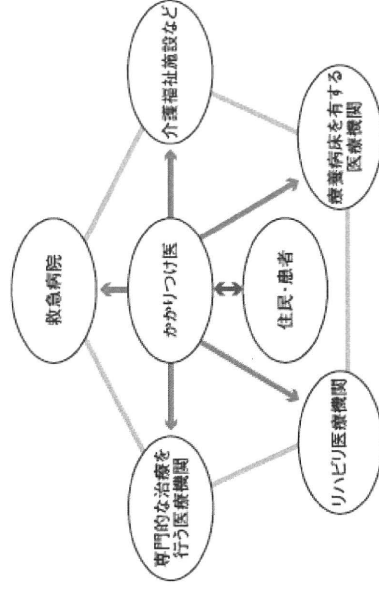 救急病院
専門的な治療を
行う医療機関
かかりつけ医
介護福祉施設など
住民・患者
リハビリ医療機関
療養病床を有する
医療機関